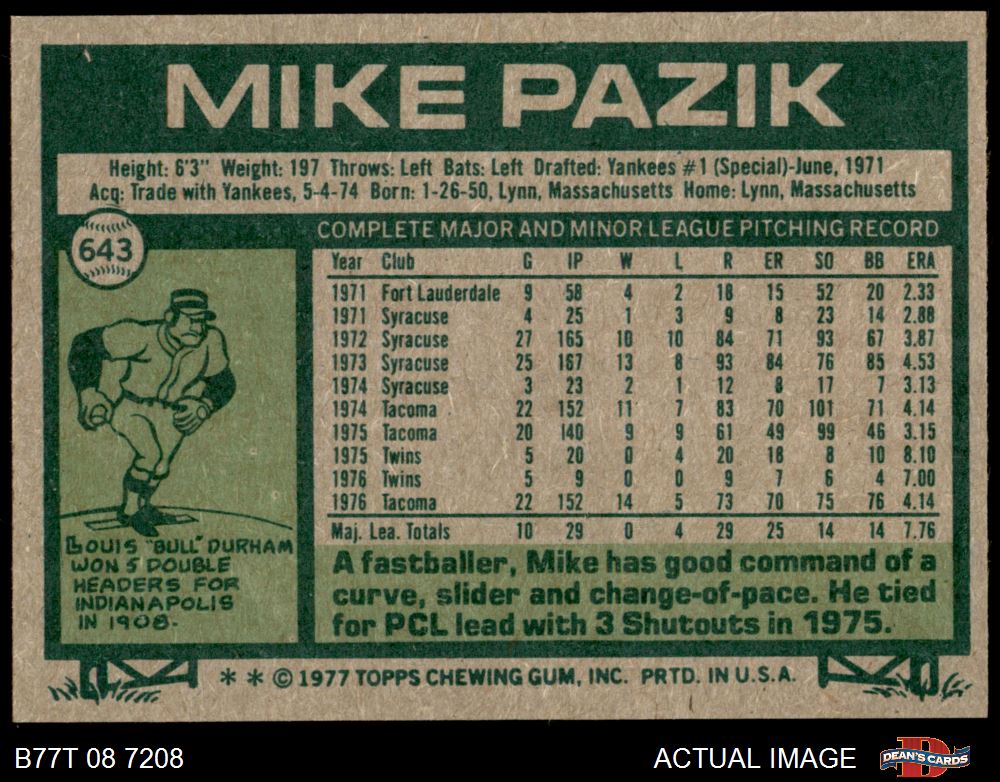 MIKE PAZIK
Height: 6'3" Weight: 197 Throws: Left Bats: Left Drafted: Yankees #1 (Special)-June, 1971
Acq: Trade with Yankees, 5-4-74 Born: 1-26-50, Lynn, Massachusetts Home: Lynn, Massachusetts
643
COMPLETE MAJOR AND MINOR LEAGUE PITCHING RECORD
Year Club G IP W L R ER SO BB ERA
1971 Fort Lauderdale 9 58 4 2 18 15 52 20 2.33
1971 Syracuse 4 25 1 3 9 8 23 14 2.88
1972 Syracuse 27 165 10 10 84 71 93 67 3.87
1973 Syracuse 25 167 13 8 93 84 76 85 4.53
1974 Syracuse 3 23 2 1 12 8 17 7 3.13
1974 Tacoma 22 152 11 7 83 70 101 71 4.14
1975 Tacoma 20 140 9 9 61 49 99 46 3.15
1975 Twins 5 20 0 4 20 18 8 10 8.10
1976 Twins 5 9 0 0 9 7 6 4 7.00
1976 Tacoma 22 152 14 5 73 70 75 76 4.14
Maj. Lea. Totals 10 29 0 4 29 25 14 14 7.76
LOUIS "BULL" DURHAM
WON 5 DOUBLE
HEADERS FOR
INDIANAPOLIS
IN 1908.
A fastballer, Mike has good command of a
curve, slider and change-of-pace. He tied
for PCL lead with 3 Shutouts in 1975.
* * © 1977 TOPPS CHEWING GUM, INC. PRTD. IN U.S.A.
B77T 08 7208
ACTUAL IMAGE
DEAN'S CARDS